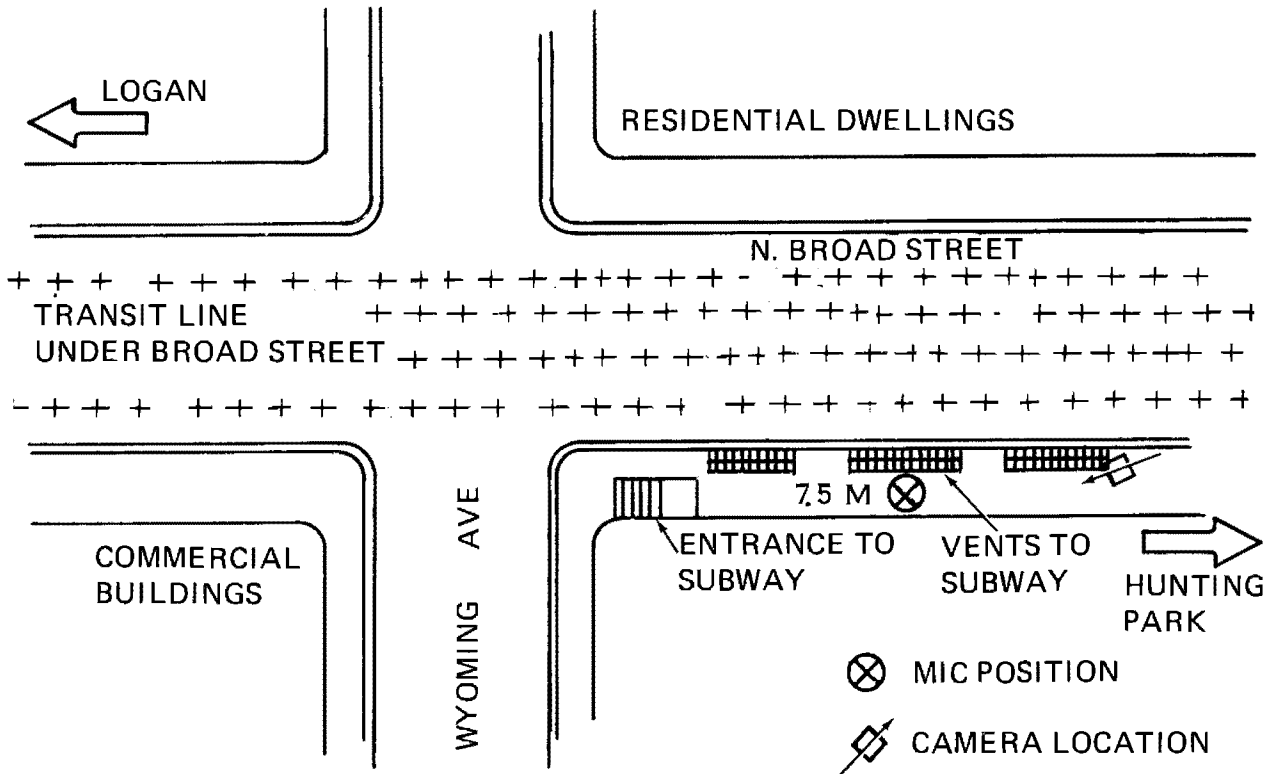 LOGAN
RESIDENTIAL DWELLINGS
N. BROAD STREET
TRANSIT LINE
UNDER BROAD STREET
7.5 M
WYOMING AVE
ENTRANCE TO
SUBWAY
VENTS TO
SUBWAY
COMMERCIAL
BUILDINGS
HUNTING
PARK
MIC POSITION
CAMERA LOCATION